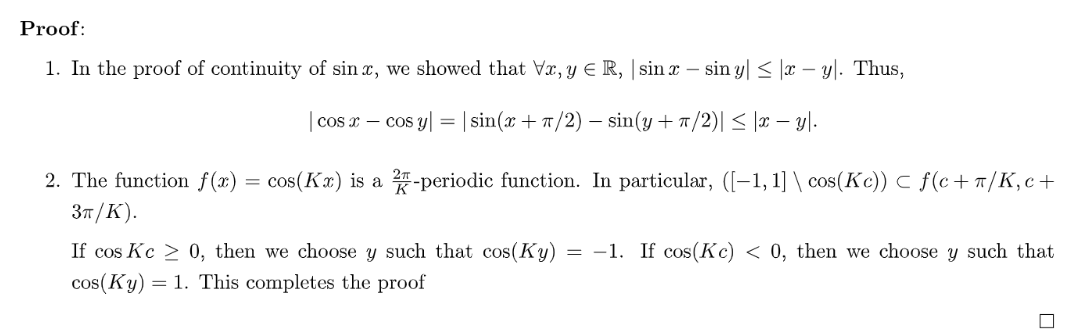 Proof:
1. In the proof of continuity of sin x, we showed that ∀x, y ∈ ℝ, | sin x − sin y| ≤ |x − y|. Thus,
| cos x − cos y| = | sin(x + π/2) − sin(y + π/2)| ≤ |x − y|.
2. The function f(x) = cos(Kx) is a 2π/K-periodic function. In particular, ([−1, 1] \ cos(Kc)) ⊂ f(c + π/K, c +
3π/K).
If cos Kc ≥ 0, then we choose y such that cos(Ky) = −1. If cos(Kc) < 0, then we choose y such that
cos(Ky) = 1. This completes the proof
□